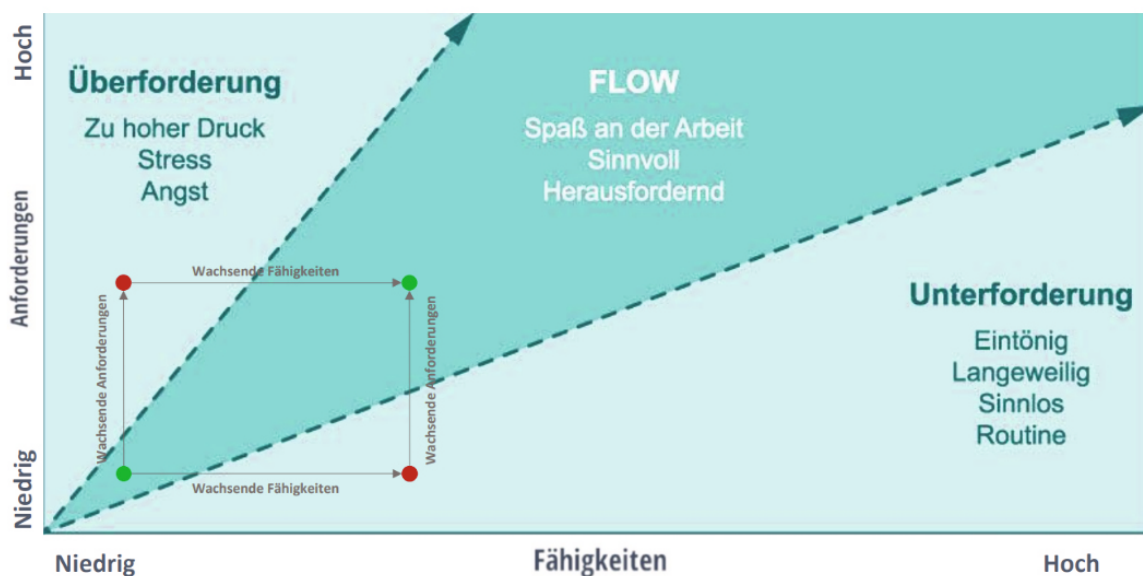 Hoch
Überforderung
Zu hoher Druck
Stress
Angst
FLOW
Spaß an der Arbeit
Sinnvoll
Herausfordernd
Anforderungen
Wachsende Fähigkeiten
Wachsende Anforderungen
Wachsende Anforderungen
Wachsende Fähigkeiten
Unterforderung
Eintönig
Langeweilig
Sinnlos
Routine
Niedrig
Niedrig
Fähigkeiten
Hoch